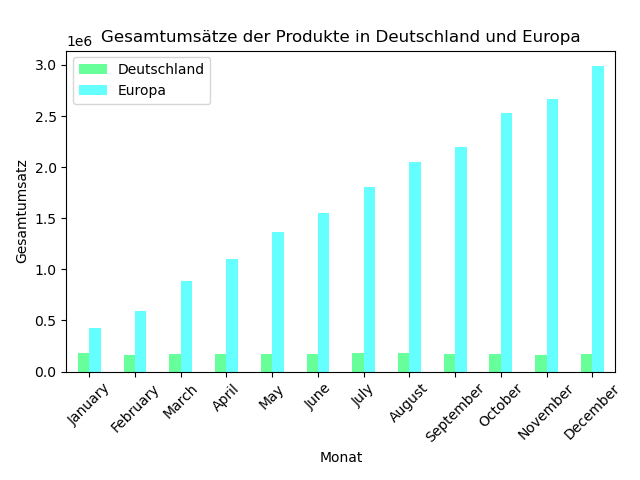 Gesamtumsätze der Produkte in Deutschland und Europa
1e6
Deutschland
Europa
3.0
2.5
2.0
1.5
1.0
0.5
0.0
Gesamtumsatz
January
February
March
April
May
June
July
August
September
October
November
December
Monat